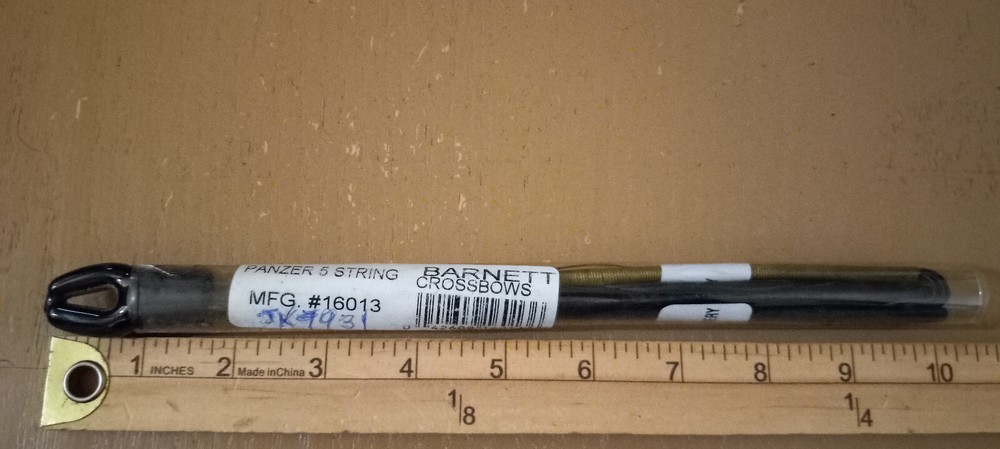 PANZER 5 STRING
BARNETT
CROSSBOWS
MFG. #16013
JK7931
0
1 INCHES 2 Made in China 3 4 5 6 7 8 9 10
1/8 1/4